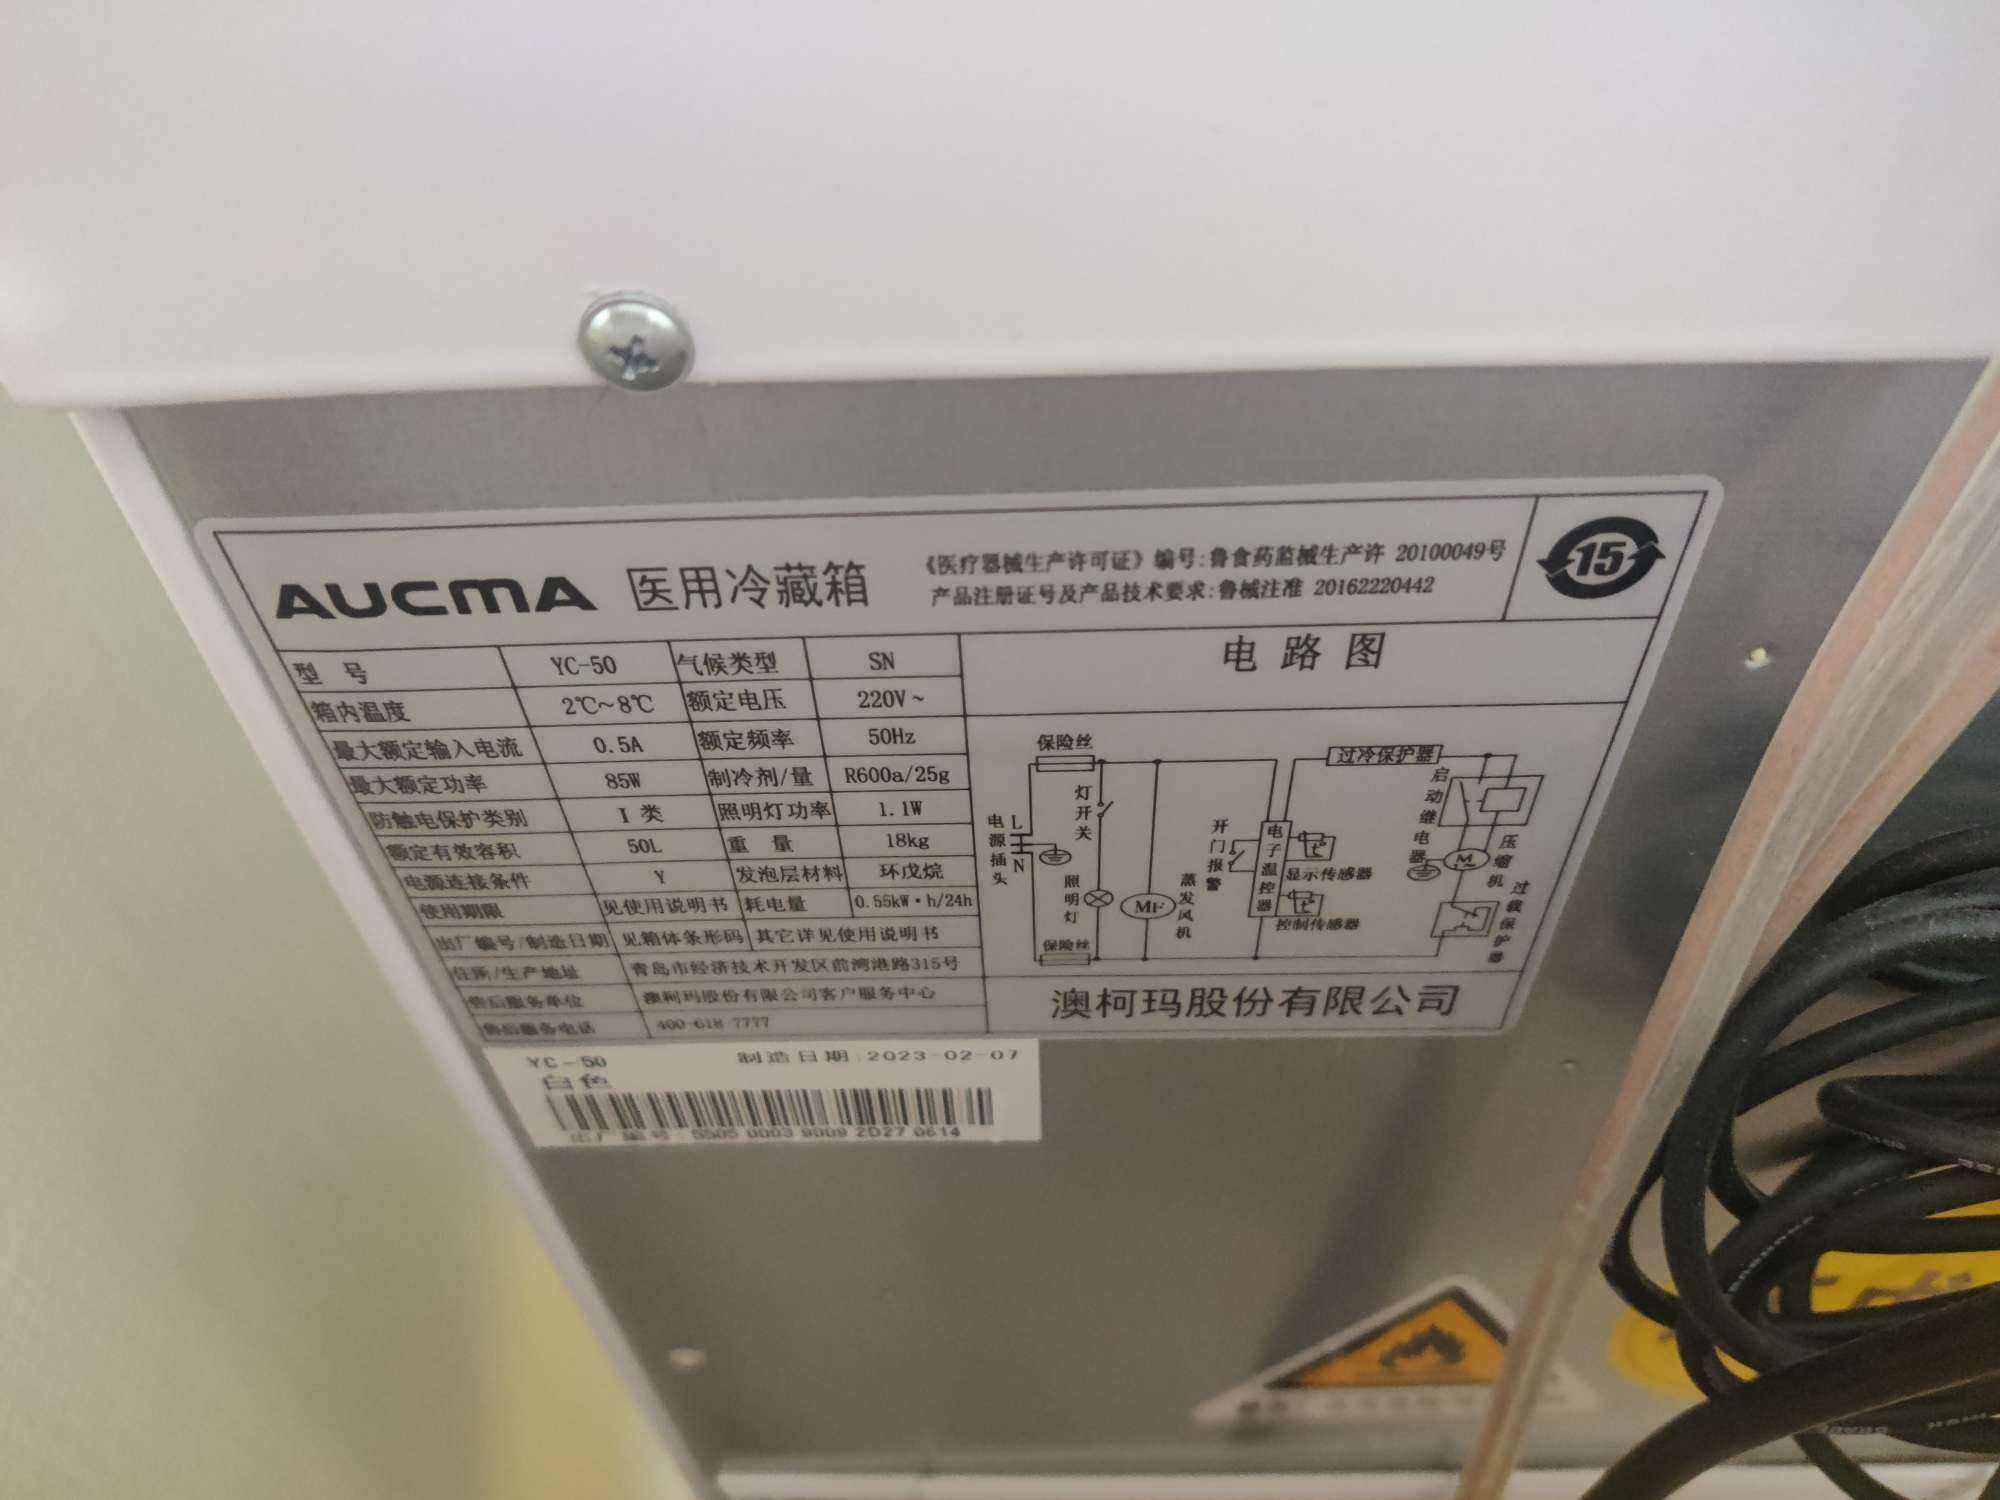 AUCMA 医用冷藏箱
《医疗器械生产许可证》编号:鲁食药监械生产许 20100049号
产品注册证号及产品技术要求:鲁械注准 20162220442
15
型 号 YC-50 气候类型 SN
箱内温度 2℃~8℃ 额定电压 220V~
最大额定输入电流 0.5A 额定频率 50Hz
最大额定功率 85W 制冷剂/量 R600a/25g
防触电保护类别 I 类 照明灯功率 1.1W
额定有效容积 50L 重 量 18kg
电源连接条件 Y 发泡层材料 环戊烷
使用期限 见使用说明书 耗电量 0.55kW·h/24h
出厂编号/制造日期 见箱体条形码 其它详见使用说明书
住所/生产地址 青岛市经济技术开发区前湾港路315号
售后服务单位 澳柯玛股份有限公司客户服务中心
售后服务电话 400-618-7777
电路图
保险丝
灯开关
电源插头
L
N
照明灯
保险丝
MF
蒸发风机
开门报警
电子温控器
显示传感器
控制传感器
过冷保护器
启动继电器
M
压缩机
过载保护器
澳柯玛股份有限公司
YC-50 制造日期:2023-02-07
白色
出厂编号 5505 0003 9009 2D27 0614